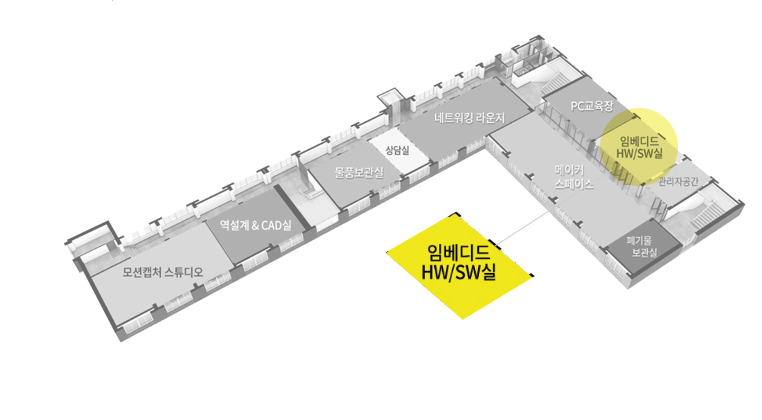 PC교육장
네트워킹 라운지
임베디드
HW/SW실
상담실
물품보관실
메이커
스페이스
관리자공간
역설계 & CAD실
폐기물
보관실
임베디드
HW/SW실
모션캡처 스튜디오